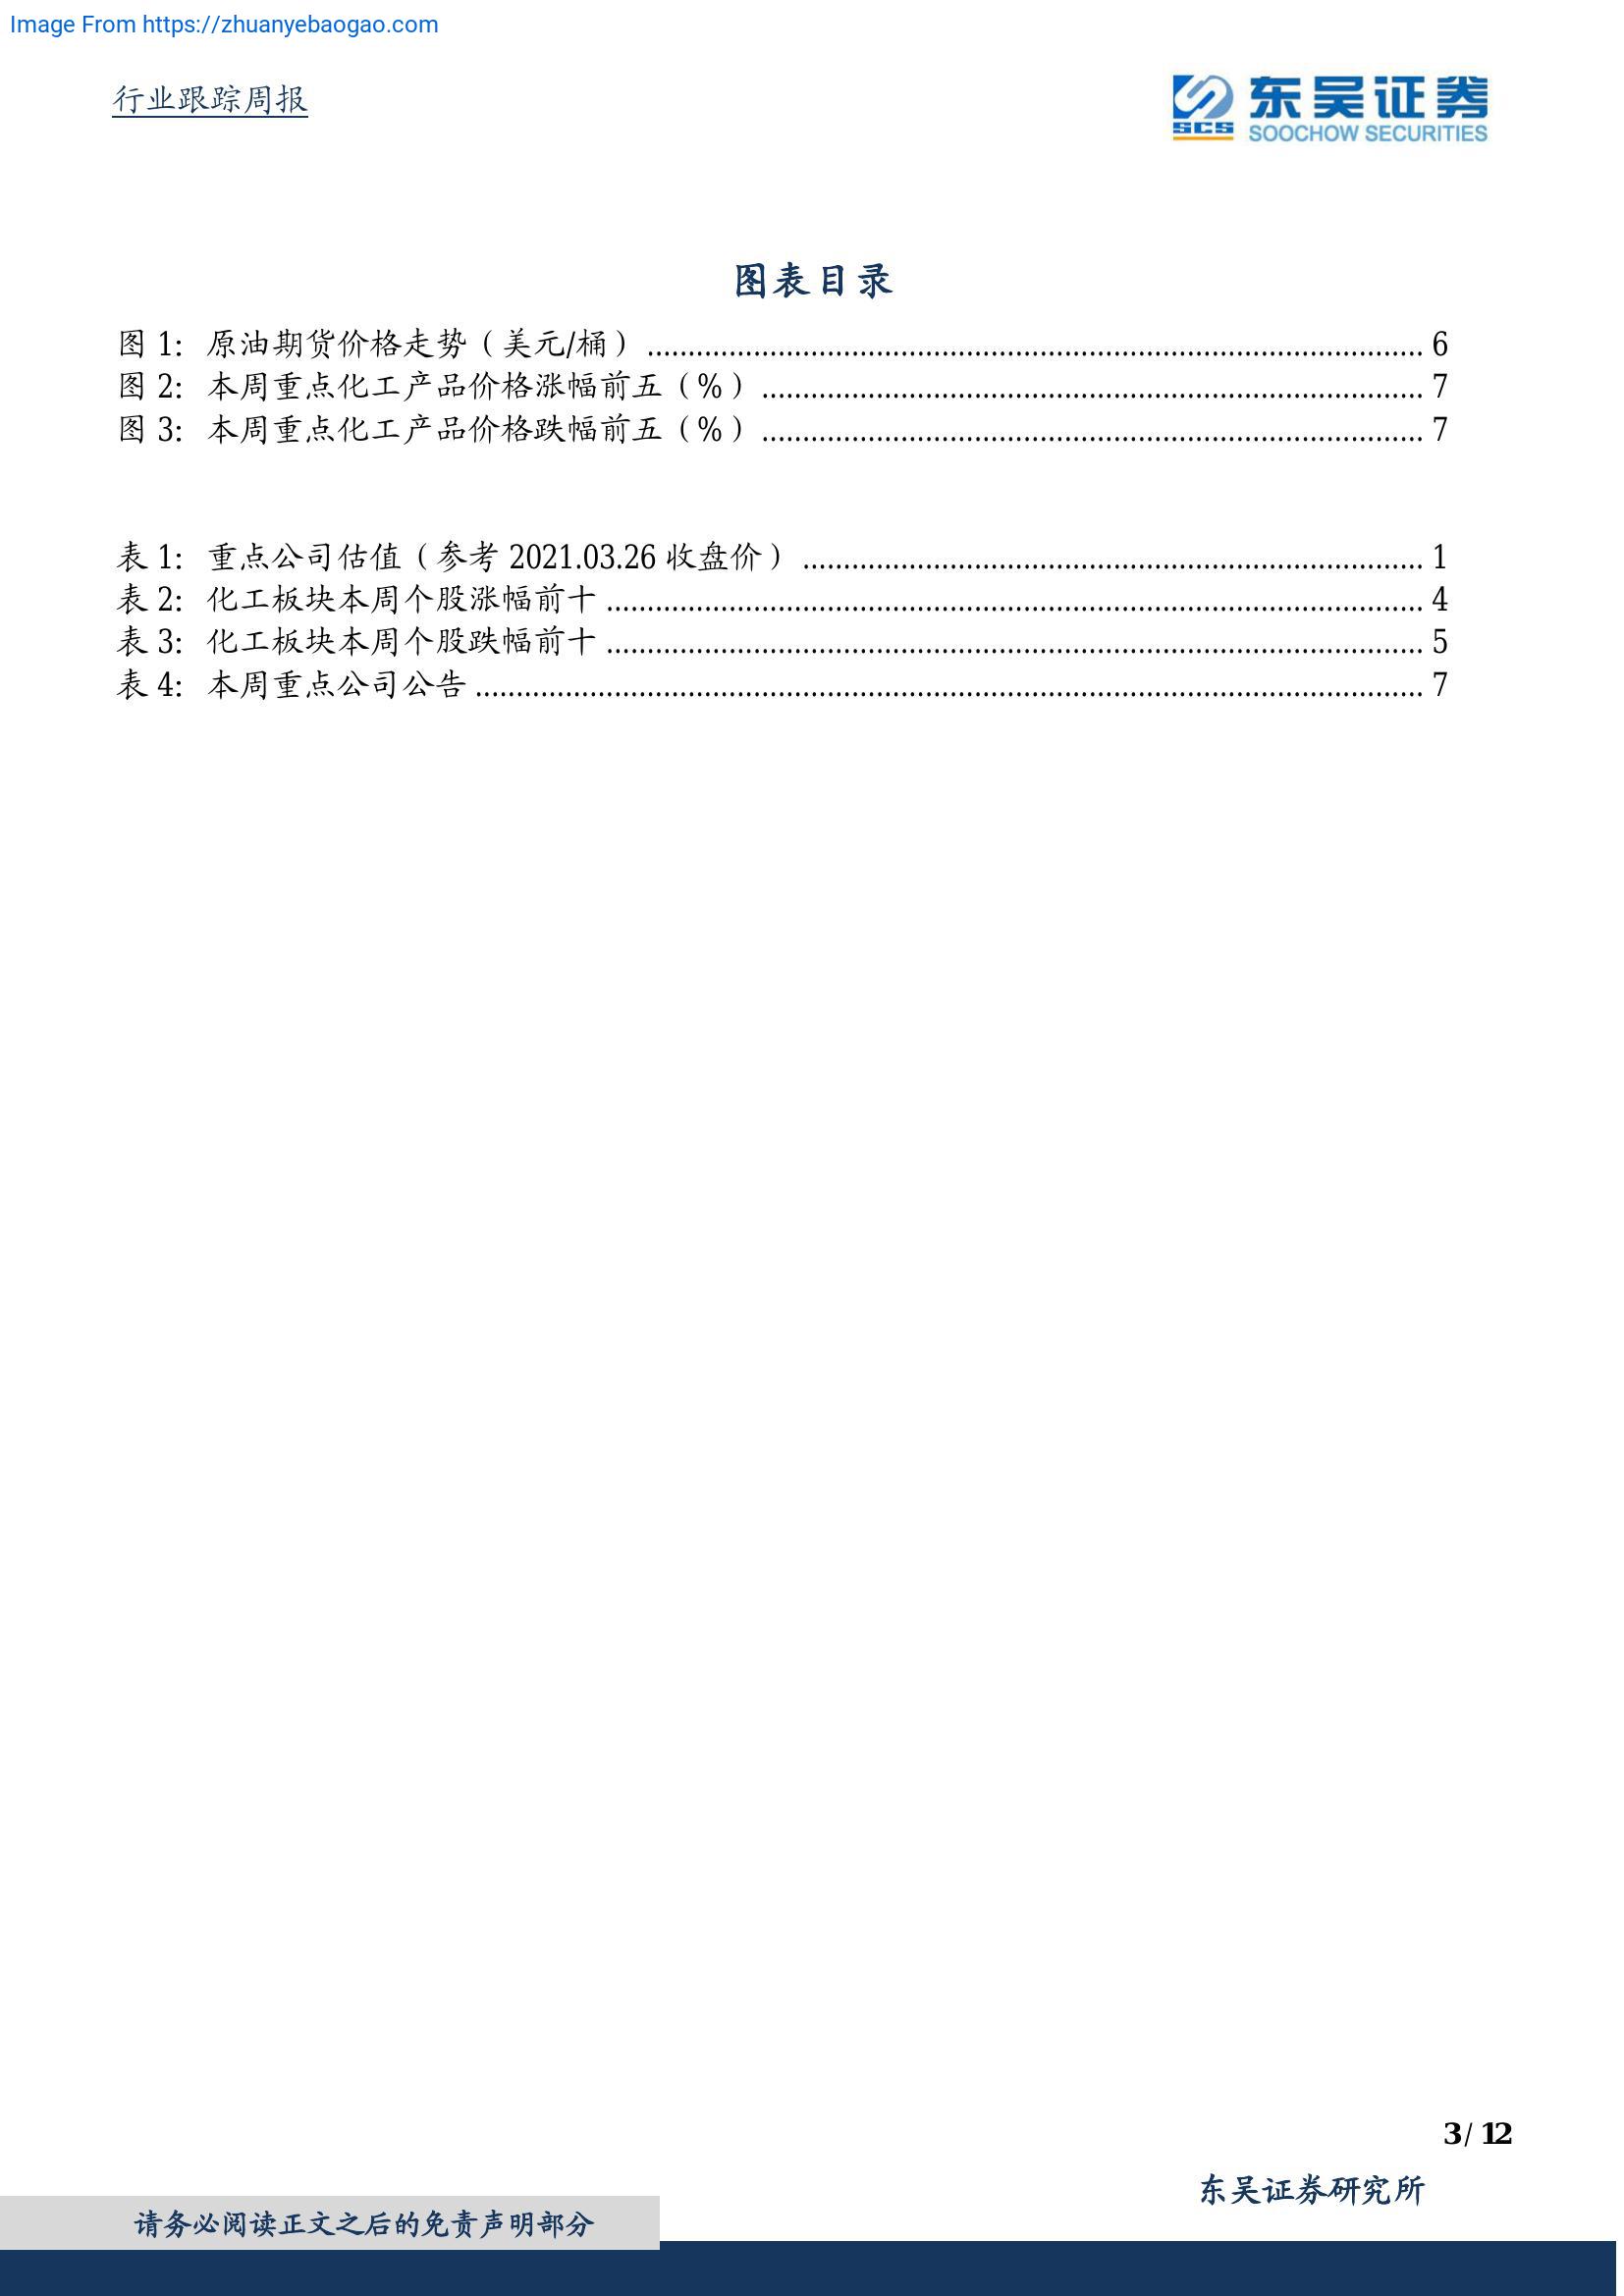 Image From https://zhuanyebaogao.com
行业跟踪周报
SCS
东吴证券
SOOCHOW SECURITIES
图表目录
图 1: 原油期货价格走势（美元/桶） ........................................ 6
图 2: 本周重点化工产品价格涨幅前五（%） ........................................ 7
图 3: 本周重点化工产品价格跌幅前五（%） ........................................ 7
表 1: 重点公司估值（参考 2021.03.26 收盘价） ........................................ 1
表 2: 化工板块本周个股涨幅前十 ........................................ 4
表 3: 化工板块本周个股跌幅前十 ........................................ 5
表 4: 本周重点公司公告 ........................................ 7
3 / 12
东吴证券研究所
请务必阅读正文之后的免责声明部分